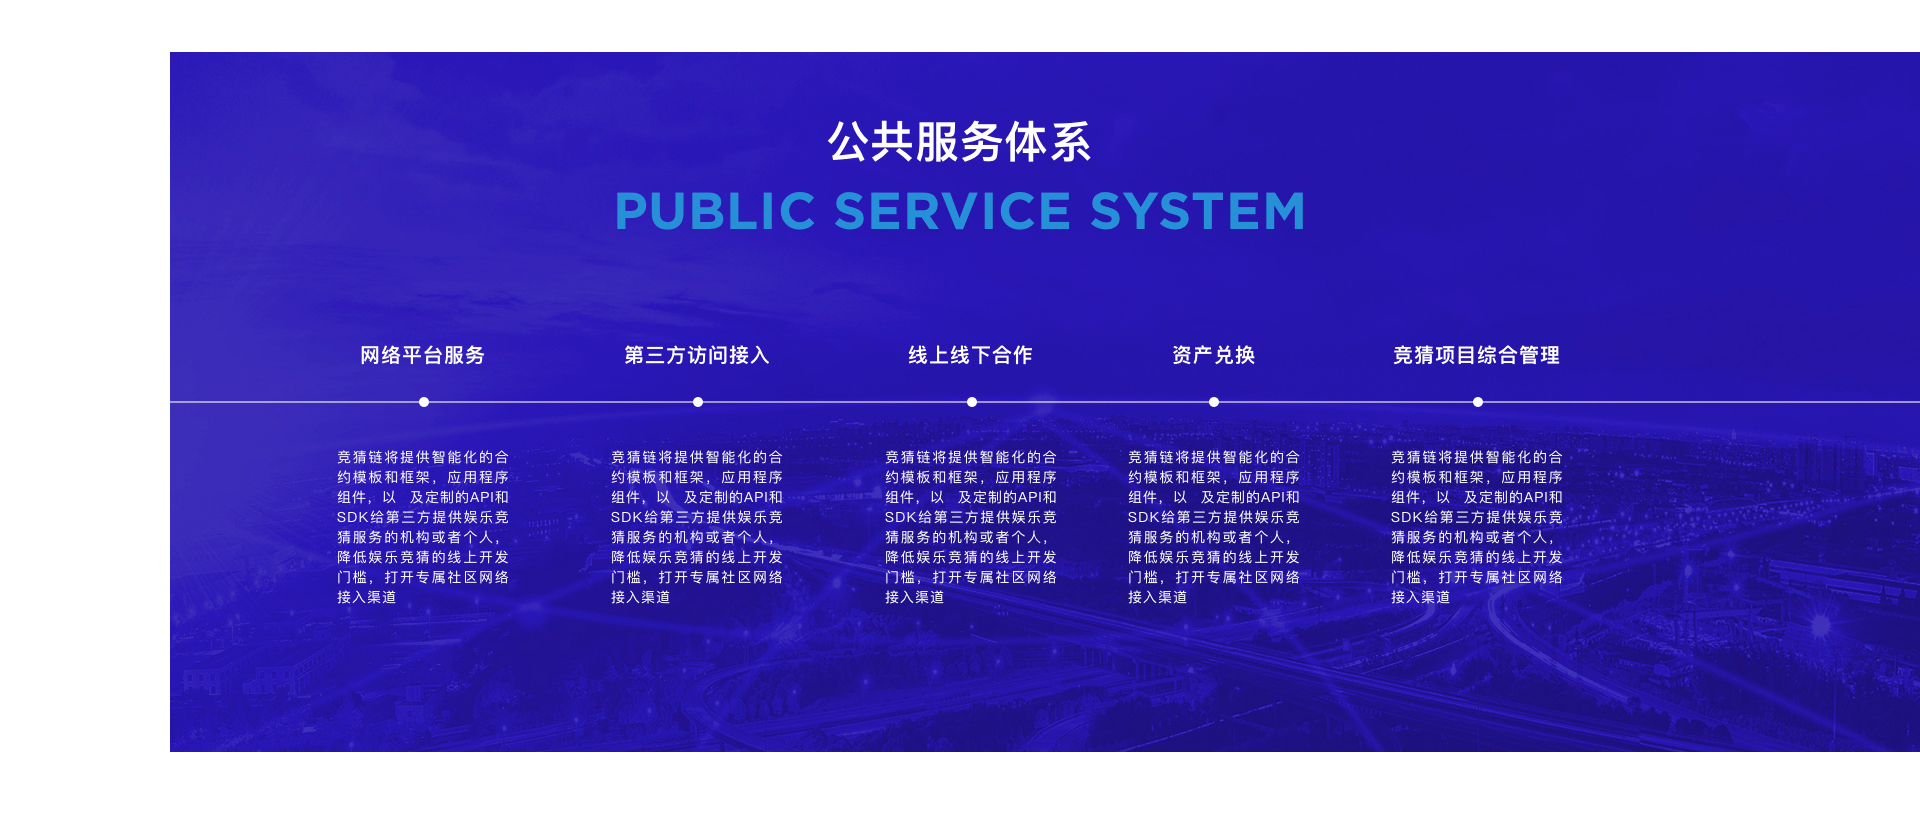 公共服务体系
PUBLIC SERVICE SYSTEM
网络平台服务
第三方访问接入
线上线下合作
资产兑换
竞猜项目综合管理
竞猜链将提供智能化的合
约模板和框架，应用程序
组件，以 及定制的API和
SDK给第三方提供娱乐竞
猜服务的机构或者个人，
降低娱乐竞猜的线上开发
门槛，打开专属社区网络
接入渠道
竞猜链将提供智能化的合
约模板和框架，应用程序
组件，以 及定制的API和
SDK给第三方提供娱乐竞
猜服务的机构或者个人，
降低娱乐竞猜的线上开发
门槛，打开专属社区网络
接入渠道
竞猜链将提供智能化的合
约模板和框架，应用程序
组件，以 及定制的API和
SDK给第三方提供娱乐竞
猜服务的机构或者个人，
降低娱乐竞猜的线上开发
门槛，打开专属社区网络
接入渠道
竞猜链将提供智能化的合
约模板和框架，应用程序
组件，以 及定制的API和
SDK给第三方提供娱乐竞
猜服务的机构或者个人，
降低娱乐竞猜的线上开发
门槛，打开专属社区网络
接入渠道
竞猜链将提供智能化的合
约模板和框架，应用程序
组件，以 及定制的API和
SDK给第三方提供娱乐竞
猜服务的机构或者个人，
降低娱乐竞猜的线上开发
门槛，打开专属社区网络
接入渠道